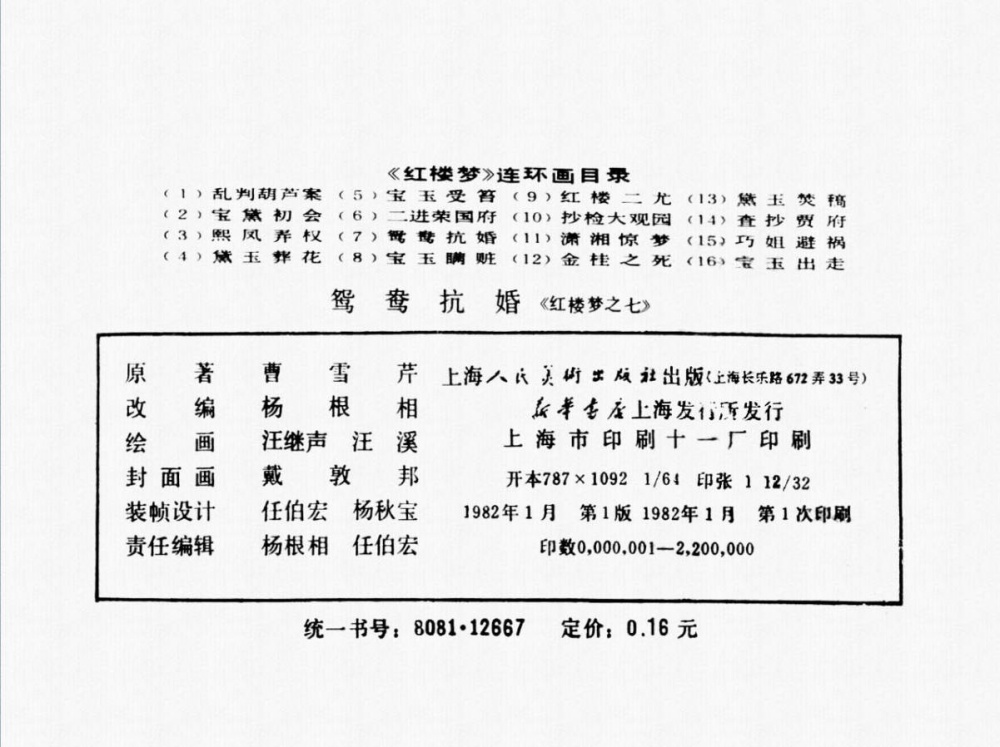 《红楼梦》连环画目录
(1) 乱判葫芦案 (5) 宝玉受笞 (9) 红楼二尤 (13) 黛玉焚稿
(2) 宝黛初会 (6) 二进荣国府 (10) 抄检大观园 (14) 查抄贾府
(3) 熙凤弄权 (7) 鸳鸯抗婚 (11) 潇湘惊梦 (15) 巧姐避祸
(4) 黛玉葬花 (8) 宝玉瞒赃 (12) 金桂之死 (16) 宝玉出走
鸳鸯抗婚《红楼梦之七》
原著 曹雪芹
改编 杨根相
绘画 汪继声 汪溪
封面画 戴敦邦
装帧设计 任伯宏 杨秋宝
责任编辑 杨根相 任伯宏
上海人民美術出版社出版(上海长乐路672弄33号)
新華書店上海发行所发行
上海市印刷十一厂印刷
开本787×1092 1/64 印张 1 12/32
1982年1月 第1版 1982年1月 第1次印刷
印数0,000,001—2,200,000
统一书号：8081·12667 定价：0.16 元